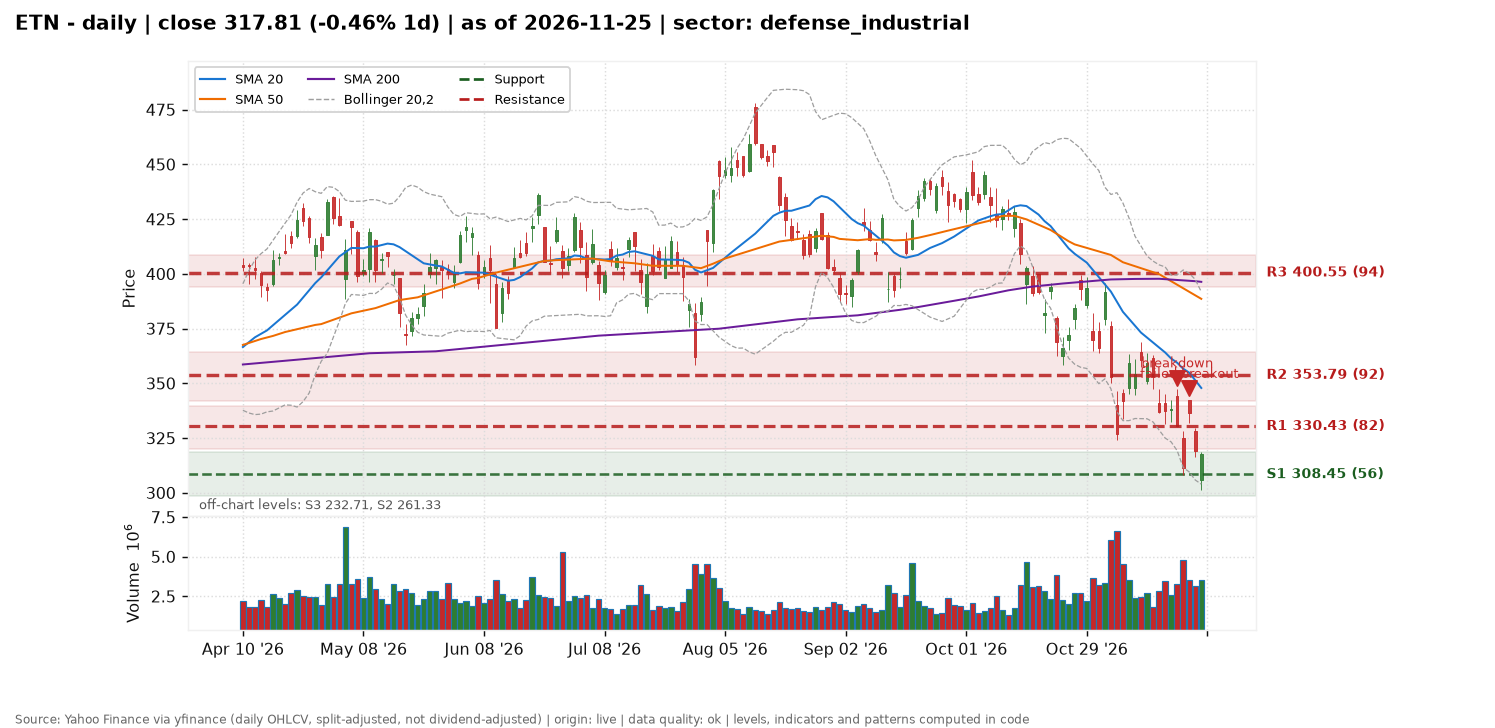 ETN - daily | close 317.81 (-0.46% 1d) | as of 2026-11-25 | sector: defense_industrial
SMA 20
SMA 50
SMA 200
Bollinger 20,2
Support
Resistance
Price
475
450
425
400
375
350
325
300
breakdown
R3 400.55 (94)
R2 353.79 (92)
R1 330.43 (82)
S1 308.45 (56)
off-chart levels: S3 232.71, S2 261.33
Volume 10⁶
7.5
5.0
2.5
Apr 10 '26
May 08 '26
Jun 08 '26
Jul 08 '26
Aug 05 '26
Sep 02 '26
Oct 01 '26
Oct 29 '26
Source: Yahoo Finance via yfinance (daily OHLCV, split-adjusted, not dividend-adjusted) | origin: live | data quality: ok | levels, indicators and patterns computed in code